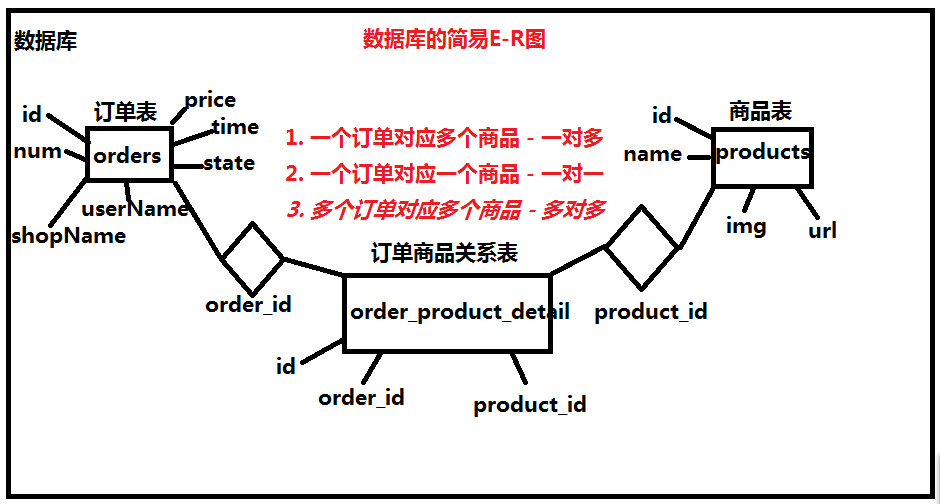 数据库
数据库的简易E-R图
订单表
id
num
shopName
userName
price
time
state
orders
1. 一个订单对应多个商品 - 一对多
2. 一个订单对应一个商品 - 一对一
3. 多个订单对应多个商品 - 多对多
商品表
id
name
products
img
url
订单商品关系表
order_id
order_product_detail
product_id
id
order_id
product_id